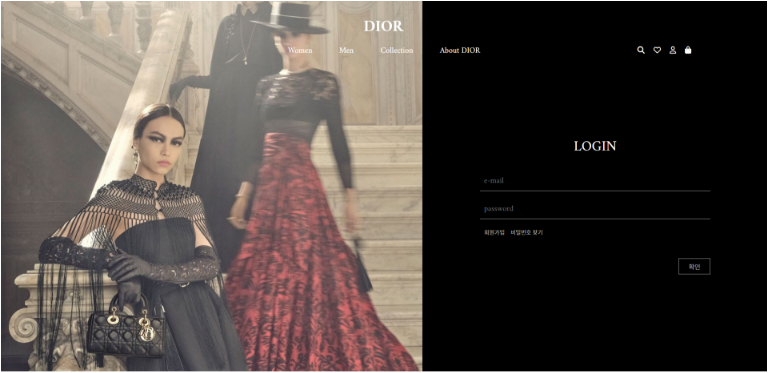 DIOR
Women Men Collection About DIOR
LOGIN
e-mail
password
회원가입 비밀번호 찾기
확인